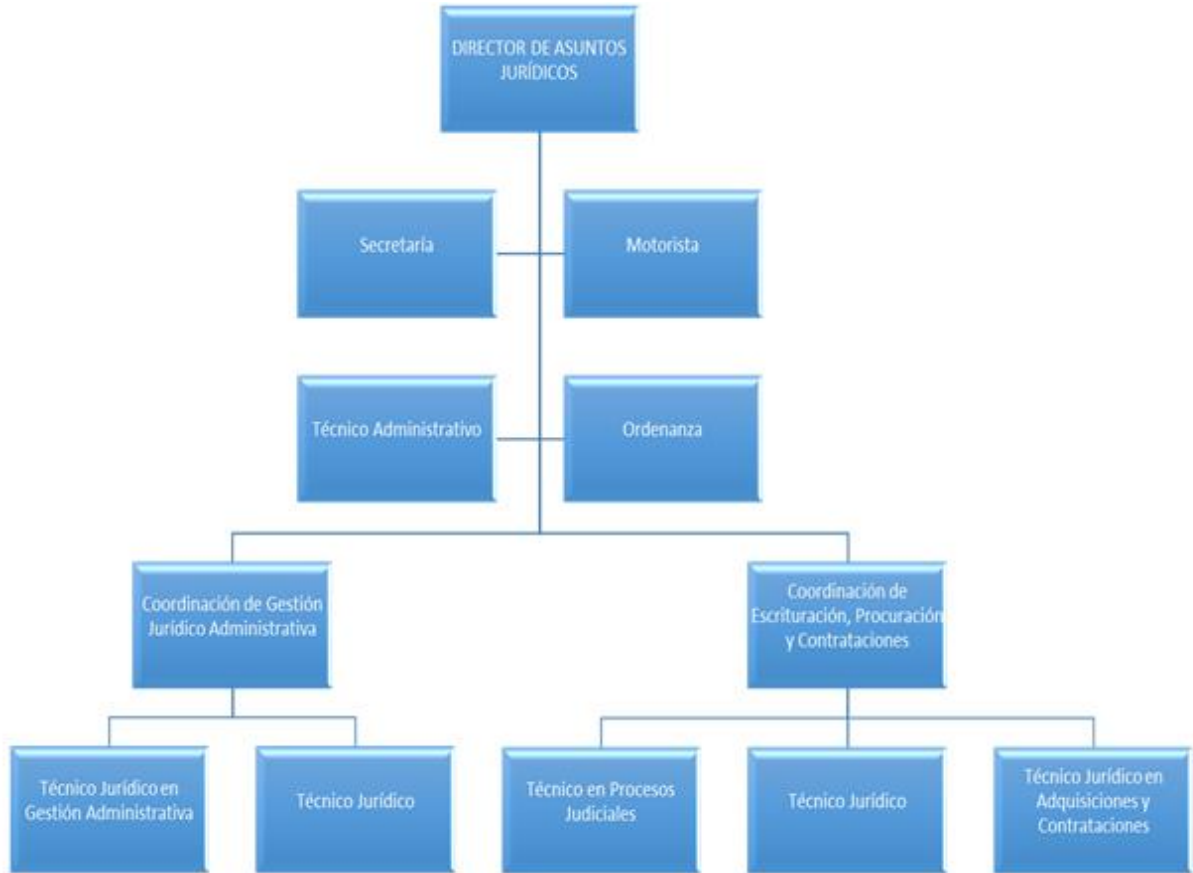 DIRECTOR DE ASUNTOS
JURÍDICOS
Secretaría
Motorista
Técnico Administrativo
Ordenanza
Coordinación de Gestión
Jurídico Administrativa
Coordinación de
Escrituración, Procuración
y Contrataciones
Técnico Jurídico en
Gestión Administrativa
Técnico Jurídico
Técnico en Procesos
Judiciales
Técnico Jurídico
Técnico Jurídico en
Adquisiciones y
Contrataciones